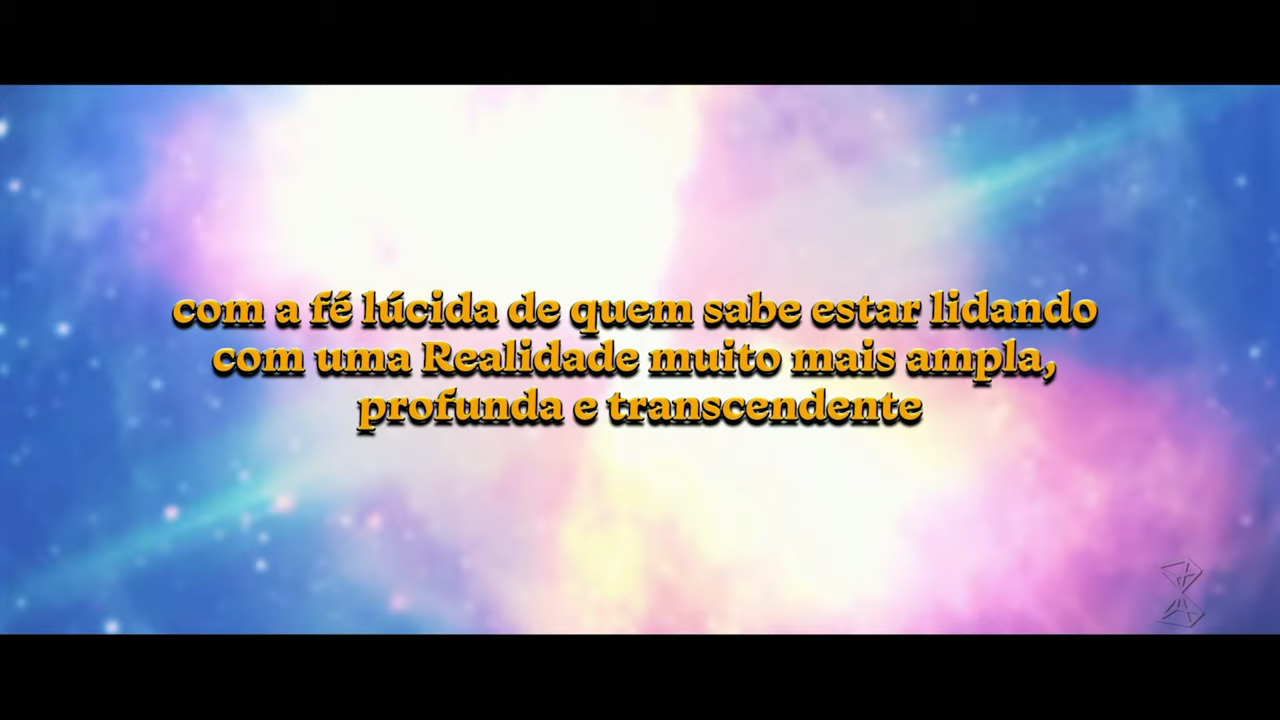 com a fé lúcida de quem sabe estar lidando
com uma Realidade muito mais ampla,
profunda e transcendente